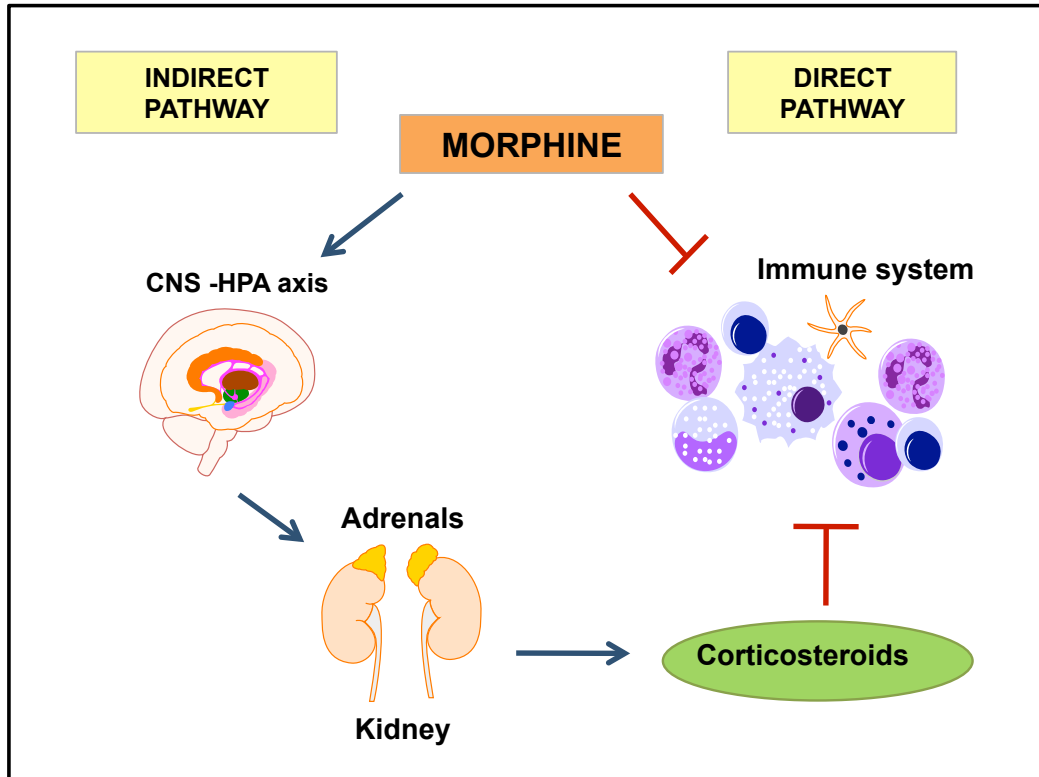 INDIRECT
PATHWAY
DIRECT
PATHWAY
MORPHINE
CNS -HPA axis
Immune system
Adrenals
Corticosteroids
Kidney